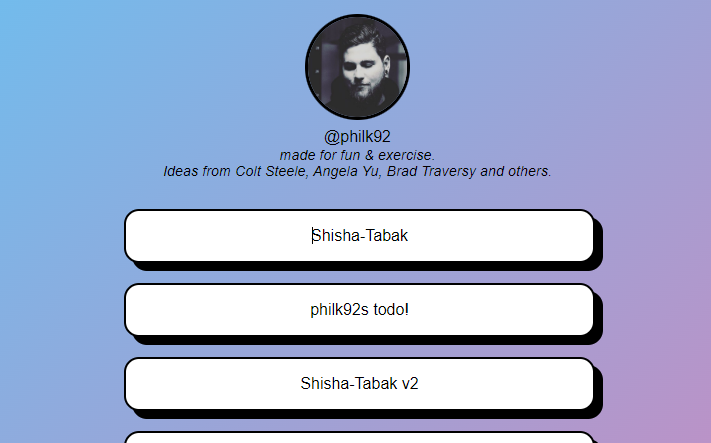 @philk92
made for fun & exercise.
Ideas from Colt Steele, Angela Yu, Brad Traversy and others.
Shisha-Tabak
philk92s todo!
Shisha-Tabak v2